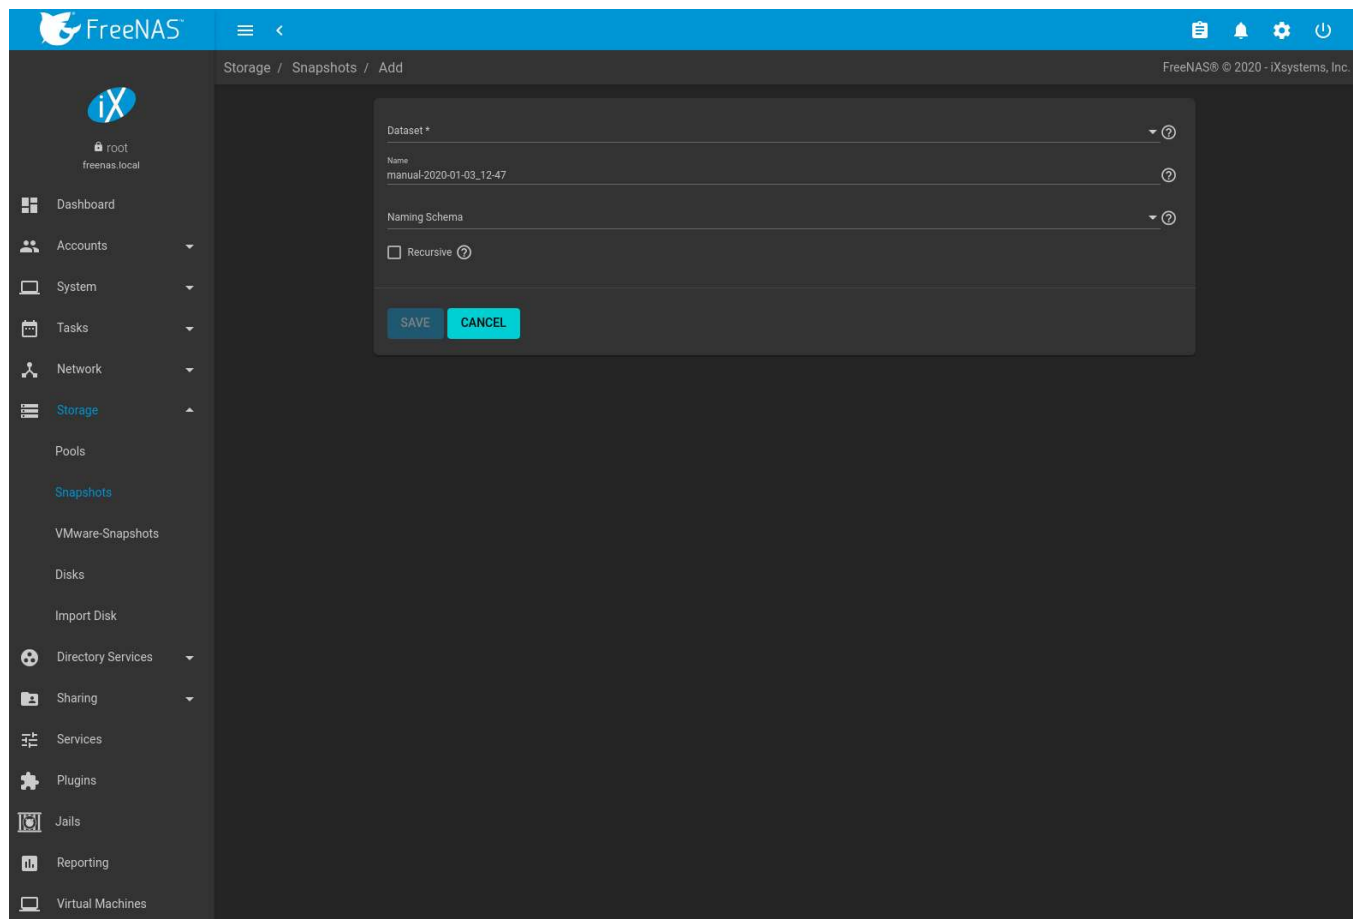 FreeNAS™
Storage / Snapshots / Add
FreeNAS® © 2020 - iXsystems, Inc.
iX
root
freenas.local
Dashboard
Accounts
System
Tasks
Network
Storage
Pools
Snapshots
VMware-Snapshots
Disks
Import Disk
Directory Services
Sharing
Services
Plugins
Jails
Reporting
Virtual Machines
Dataset *
Name
manual-2020-01-03_12-47
Naming Schema
Recursive
SAVE CANCEL